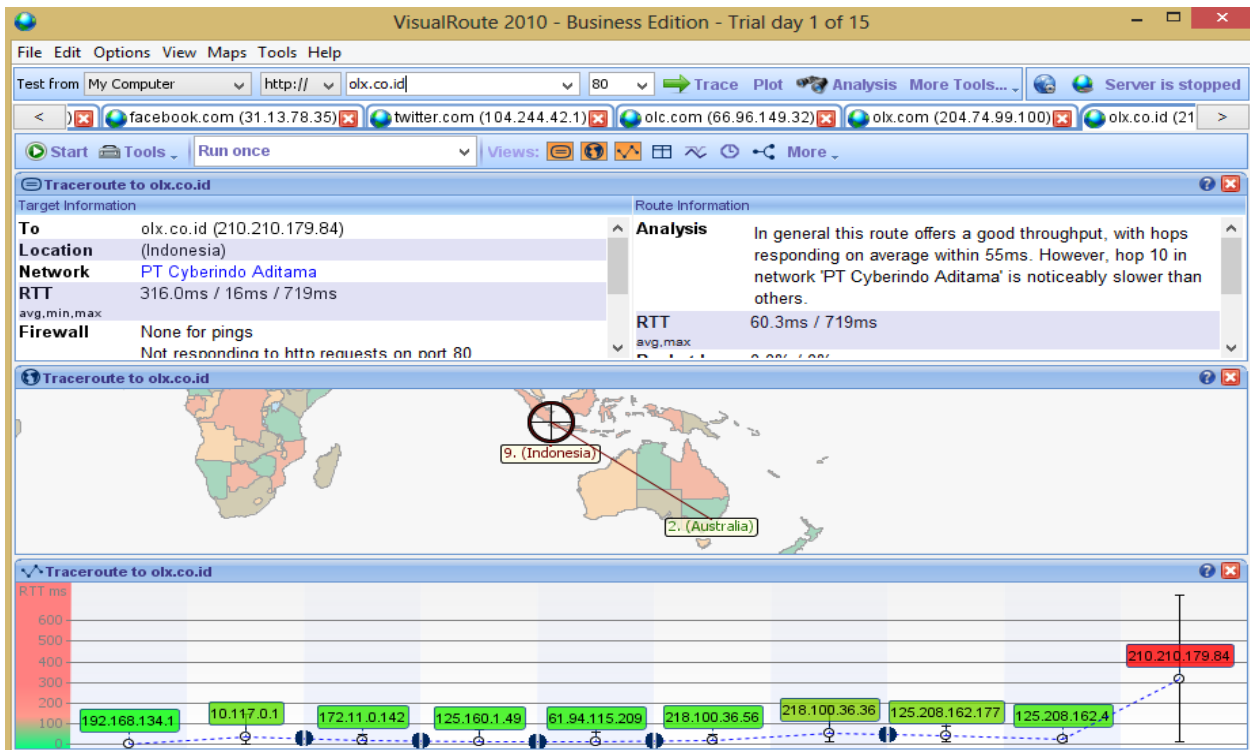 VisualRoute 2010 - Business Edition - Trial day 1 of 15
File Edit Options View Maps Tools Help
Test from My Computer http:// olx.co.id 80 Trace Plot Analysis More Tools... Server is stopped
< ) facebook.com (31.13.78.35) twitter.com (104.244.42.1) olc.com (66.96.149.32) olx.com (204.74.99.100) olx.co.id (21 >
Start Tools Run once Views: More
Traceroute to olx.co.id
Target Information
To olx.co.id (210.210.179.84)
Location (Indonesia)
Network PT Cyberindo Aditama
RTT 316.0ms / 16ms / 719ms
avg,min,max
Firewall None for pings
Not responding to http requests on port 80
Route Information
Analysis In general this route offers a good throughput, with hops
responding on average within 55ms. However, hop 10 in
network 'PT Cyberindo Aditama' is noticeably slower than
others.
RTT 60.3ms / 719ms
avg,max
Traceroute to olx.co.id
9. (Indonesia)
2. (Australia)
Traceroute to olx.co.id
RTT ms
600
500
400
300
200
100
0
192.168.134.1
10.117.0.1
172.11.0.142
125.160.1.49
61.94.115.209
218.100.36.56
218.100.36.36
125.208.162.177
125.208.162.4
210.210.179.84